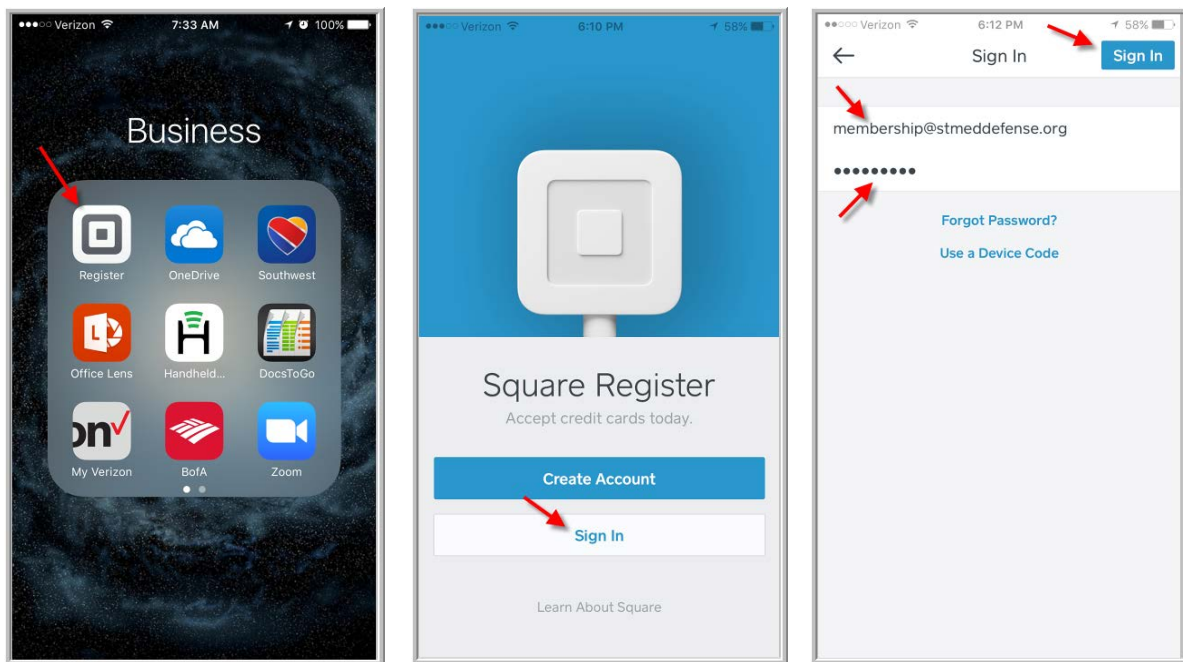 Verizon 7:33 AM 100%
Business
Register OneDrive Southwest
L
H
Office Lens Handheld... DocsToGo
on
My Verizon BofA Zoom
Verizon 6:10 PM 58%
Square Register
Accept credit cards today.
Create Account
Sign In
Learn About Square
Verizon 6:12 PM 58%
Sign In Sign In
membership@stmeddefense.org
•••••••••
Forgot Password?
Use a Device Code